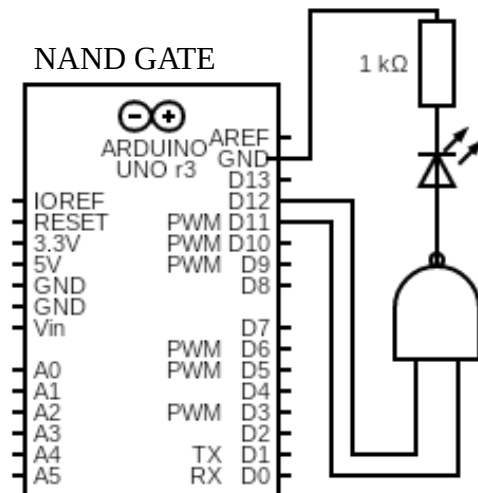 NAND GATE
1 kΩ
ARDUINO
UNO r3
AREF
GND
D13
IOREF D12
RESET PWM D11
3.3V PWM D10
5V PWM D9
GND D8
GND
Vin D7
PWM D6
A0 PWM D5
A1 D4
A2 PWM D3
A3 D2
A4 TX D1
A5 RX D0